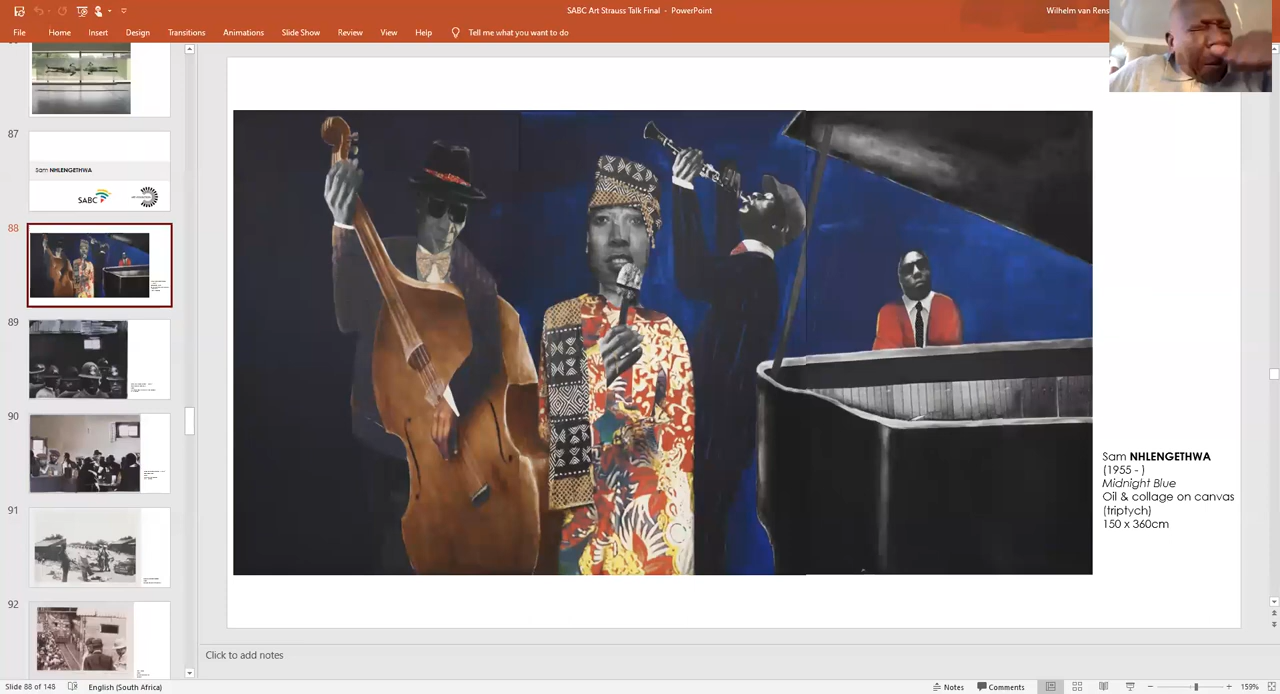 SABC Art Strauss Talk Final - PowerPoint
Wilhelm van Rens
File Home Insert Design Transitions Animations Slide Show Review View Help Tell me what you want to do
87
Sam NHLENGETHWA
SABC
88
89
90
91
92
Sam NHLENGETHWA
(1955 - )
Midnight Blue
Oil & collage on canvas
(triptych)
150 x 360cm
Click to add notes
Slide 88 of 148 English (South Africa) Notes Comments 159%